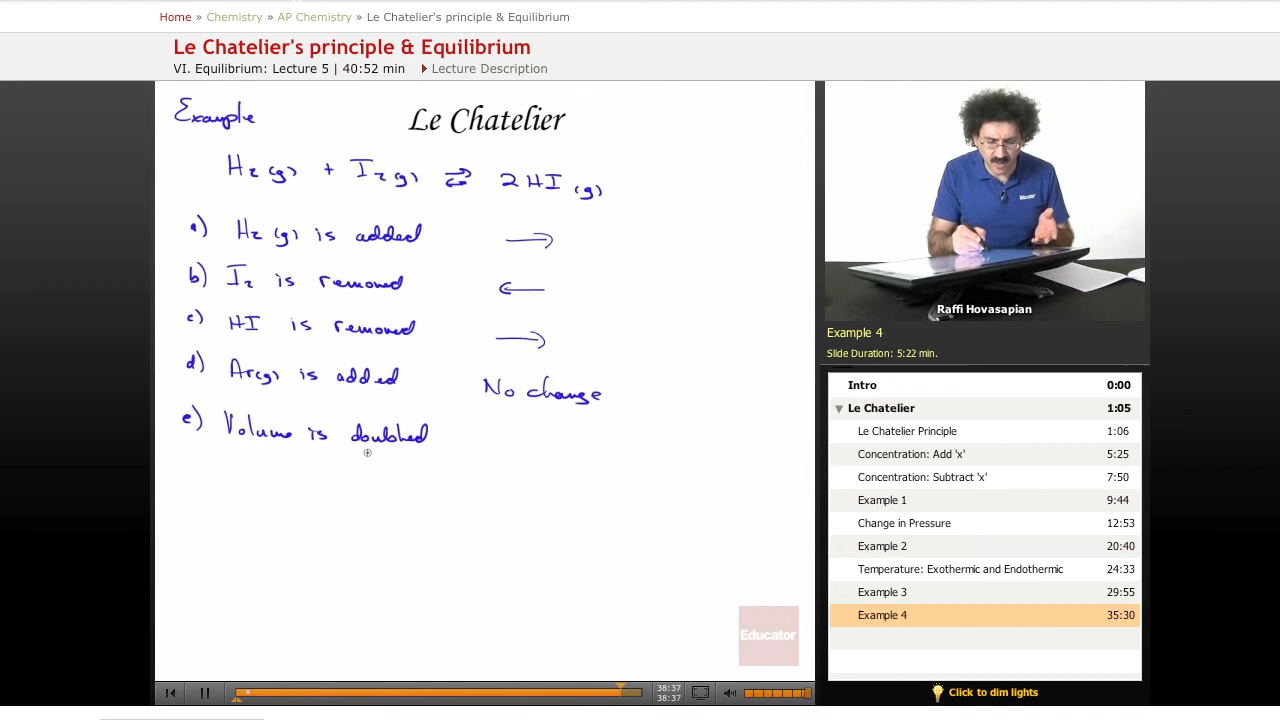 Home » Chemistry » AP Chemistry » Le Chatelier's principle & Equilibrium
Le Chatelier's principle & Equilibrium
VI. Equilibrium: Lecture 5 | 40:52 min Lecture Description
Example
Le Chatelier
H2(g) + I2(g) ⇄ 2HI(g)
a) H2(g) is added →
b) I2 is removed ←
c) HI is removed →
d) Ar(g) is added No change
e) Volume is doubled
Educator
38:37
38:37
Educator
Raffi Hovasapian
Example 4
Slide Duration: 5:22 min.
Intro 0:00
Le Chatelier 1:05
Le Chatelier Principle 1:06
Concentration: Add 'x' 5:25
Concentration: Subtract 'x' 7:50
Example 1 9:44
Change in Pressure 12:53
Example 2 20:40
Temperature: Exothermic and Endothermic 24:33
Example 3 29:55
Example 4 35:30
Click to dim lights